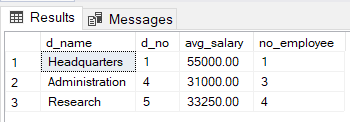 Results Messages
d_name d_no avg_salary no_employee
1 Headquarters 1 55000.00 1
2 Administration 4 31000.00 3
3 Research 5 33250.00 4